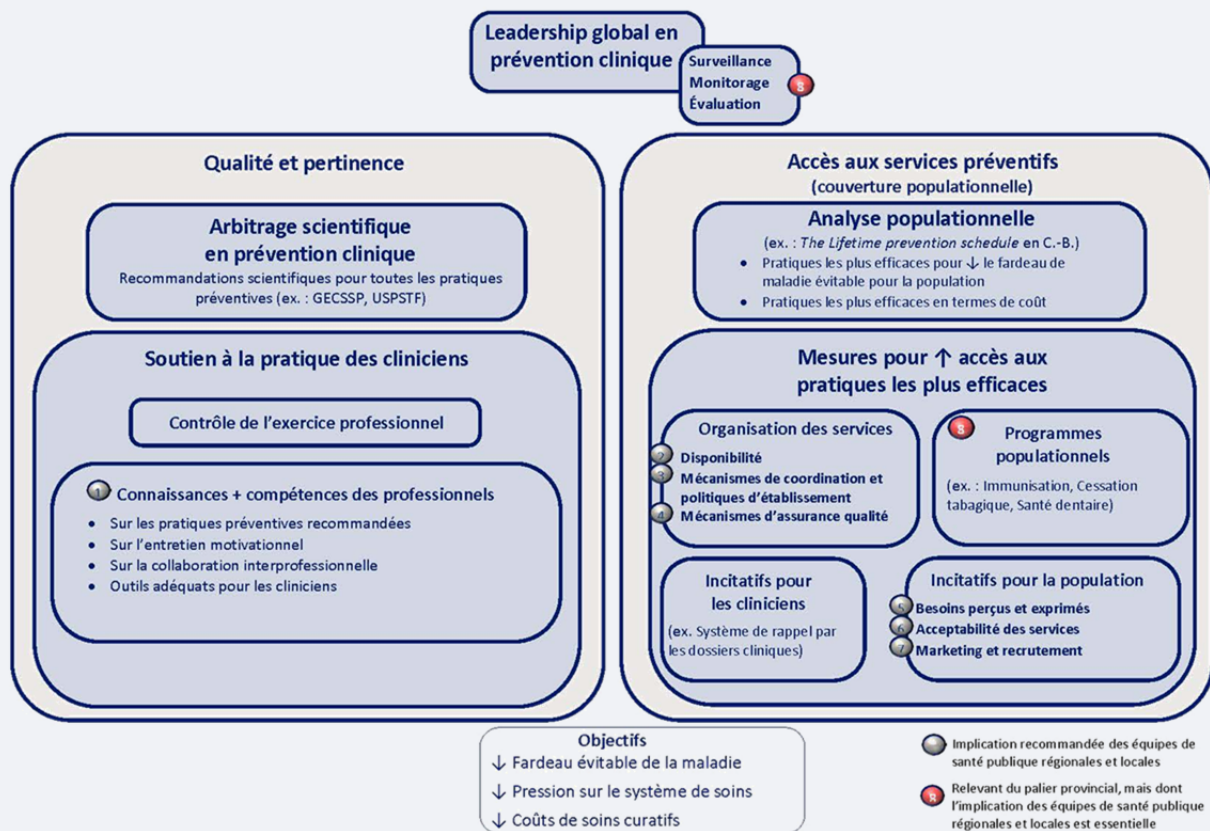 Leadership global en
prévention clinique
Surveillance
Monitorage
Évaluation
8
Qualité et pertinence
Arbitrage scientifique
en prévention clinique
Recommandations scientifiques pour toutes les pratiques
préventives (ex. : GECSSP, USPSTF)
Soutien à la pratique des cliniciens
Contrôle de l'exercice professionnel
1 Connaissances + compétences des professionnels
• Sur les pratiques préventives recommandées
• Sur l'entretien motivationnel
• Sur la collaboration interprofessionnelle
• Outils adéquats pour les cliniciens
Accès aux services préventifs
(couverture populationnelle)
Analyse populationnelle
(ex. : The Lifetime prevention schedule en C.-B.)
• Pratiques les plus efficaces pour ↓ le fardeau de
maladie évitable pour la population
• Pratiques les plus efficaces en termes de coût
Mesures pour ↑ accès aux
pratiques les plus efficaces
Organisation des services
2 Disponibilité
3 Mécanismes de coordination et
politiques d'établissement
4 Mécanismes d'assurance qualité
8 Programmes
populationnels
(ex. : Immunisation, Cessation
tabagique, Santé dentaire)
Incitatifs pour
les cliniciens
(ex. Système de rappel par
les dossiers cliniques)
Incitatifs pour la population
5 Besoins perçus et exprimés
6 Acceptabilité des services
7 Marketing et recrutement
Objectifs
↓ Fardeau évitable de la maladie
↓ Pression sur le système de soins
↓ Coûts de soins curatifs
Implication recommandée des équipes de
santé publique régionales et locales
8 Relevant du palier provincial, mais dont
l'implication des équipes de santé publique
régionales et locales est essentielle